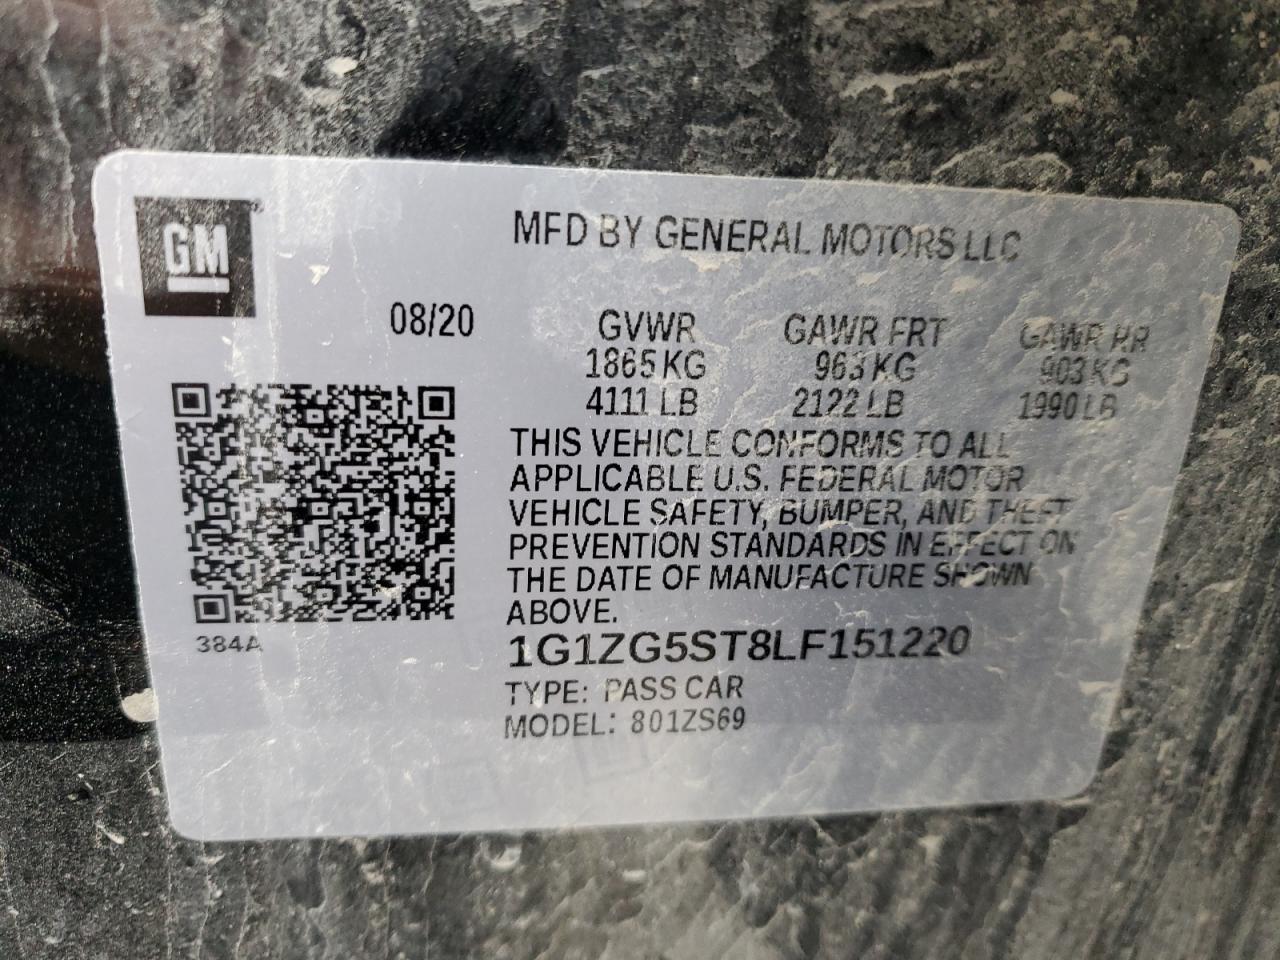 GM
MFD BY GENERAL MOTORS LLC
08/20
GVWR GAWR FRT GAWR RR
1865 KG 963 KG 903 KG
4111 LB 2122 LB 1990 LB
THIS VEHICLE CONFORMS TO ALL
APPLICABLE U.S. FEDERAL MOTOR
VEHICLE SAFETY, BUMPER, AND THEFT
PREVENTION STANDARDS IN EFFECT ON
THE DATE OF MANUFACTURE SHOWN
ABOVE.
384A
1G1ZG5ST8LF151220
TYPE: PASS CAR
MODEL: 801ZS69